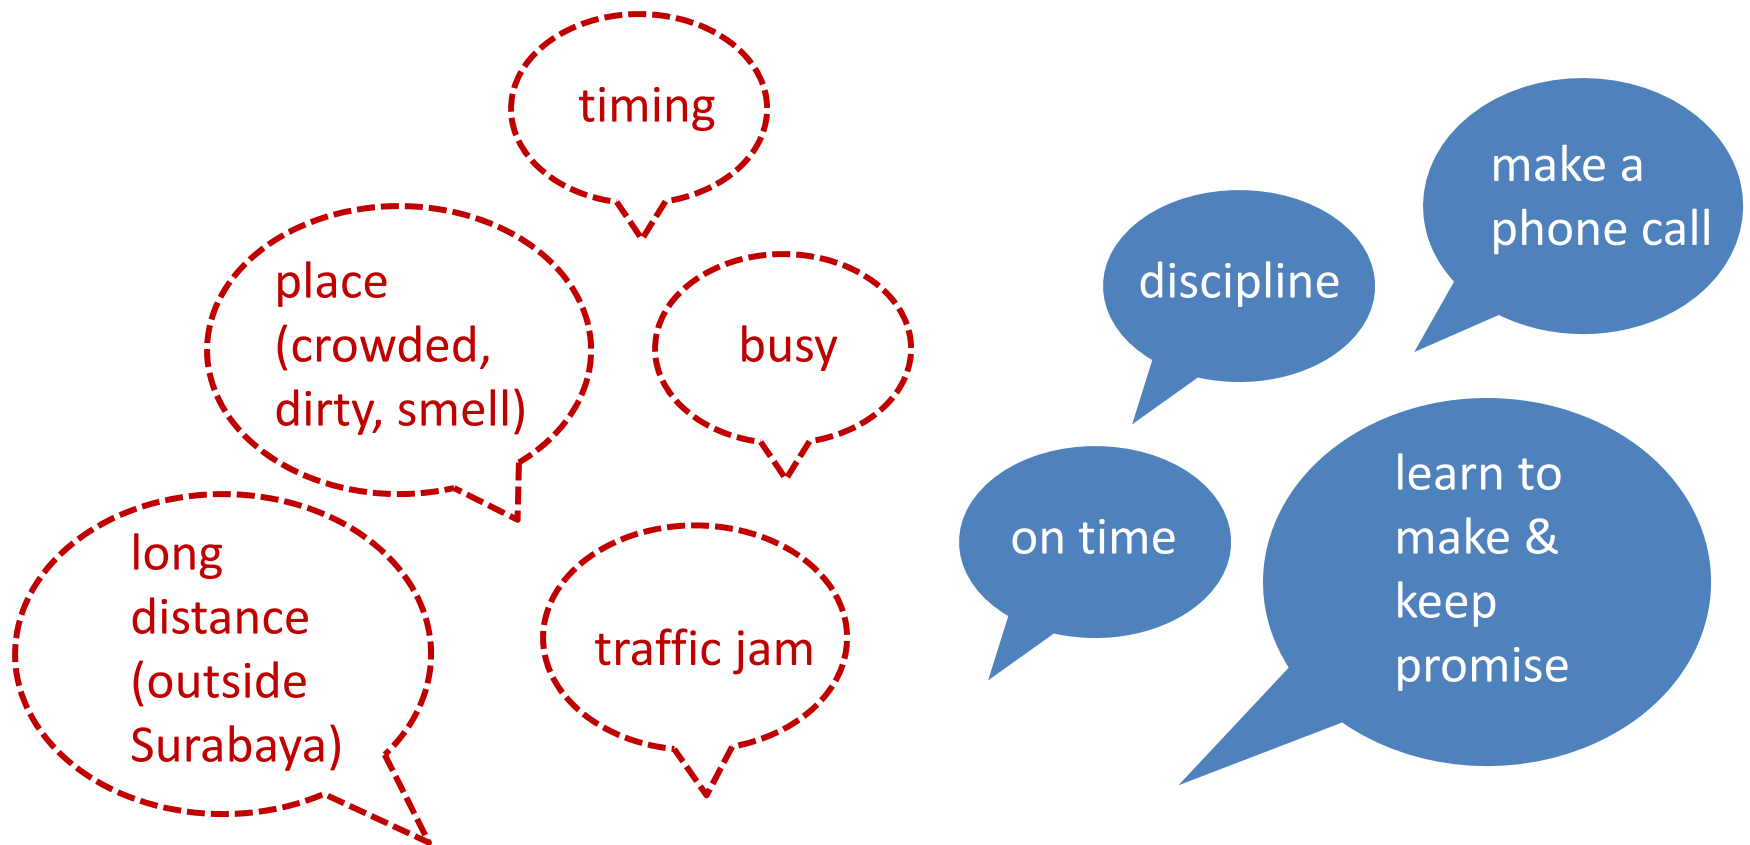 timing
place
(crowded,
dirty, smell)
busy
long
distance
(outside
Surabaya)
traffic jam
make a
phone call
discipline
on time
learn to
make &
keep
promise